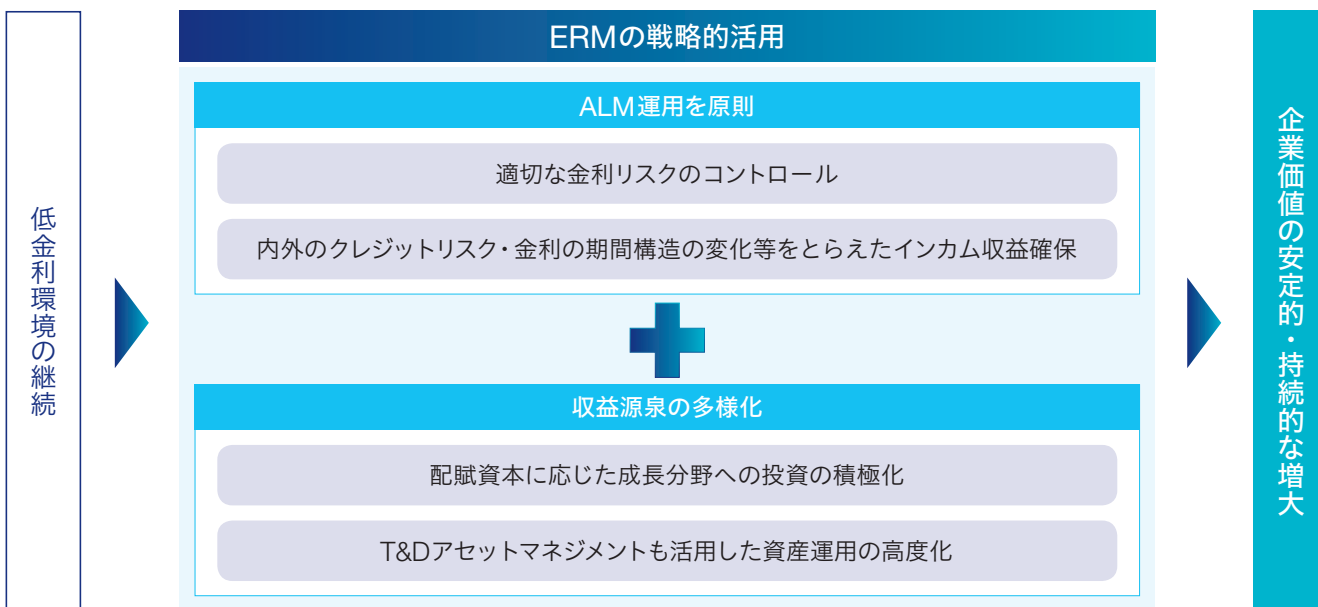 低金利環境の継続
ERMの戦略的活用
ALM運用を原則
適切な金利リスクのコントロール
内外のクレジットリスク・金利の期間構造の変化等をとらえたインカム収益確保
収益源泉の多様化
配賦資本に応じた成長分野への投資の積極化
T&Dアセットマネジメントも活用した資産運用の高度化
企業価値の安定的・持続的な増大